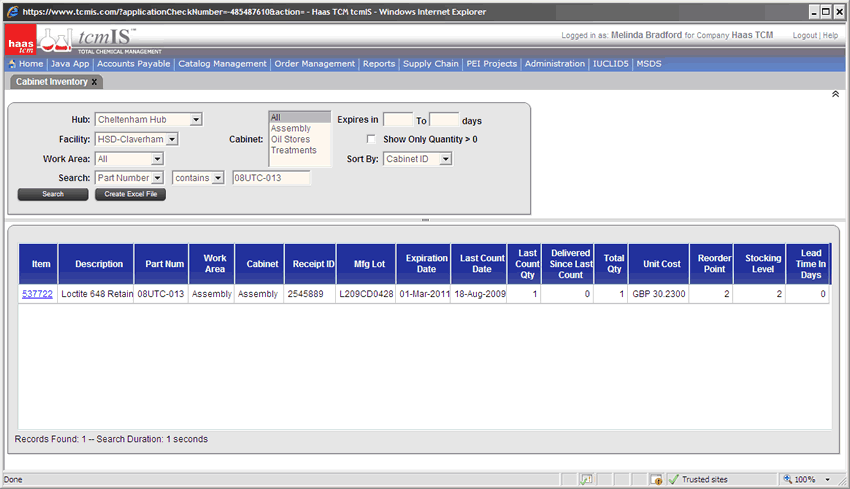 https://www.tcmis.com/?applicationCheckNumber=-485487610&action= - Haas TCM tcmIS - Windows Internet Explorer
haas tcm
tcmIS™
TOTAL CHEMICAL MANAGEMENT
Logged in as: Melinda Bradford for Company Haas TCM Logout | Help
Home | Java App | Accounts Payable | Catalog Management | Order Management | Reports | Supply Chain | PEI Projects | Administration | IUCLID5 | MSDS
Cabinet Inventory X
Hub: Cheltenham Hub
Facility: HSD-Claverham
Work Area: All
Search: Part Number contains 08UTC-013
Cabinet: All
Assembly
Oil Stores
Treatments
Expires in To days
Show Only Quantity > 0
Sort By: Cabinet ID
Search Create Excel File
Item Description Part Num Work Area Cabinet Receipt ID Mfg Lot Expiration Date Last Count Date Last Count Qty Delivered Since Last Count Total Qty Unit Cost Reorder Point Stocking Level Lead Time In Days
537722 Loctite 648 Retain 08UTC-013 Assembly Assembly 2545889 L209CD0428 01-Mar-2011 18-Aug-2009 1 0 1 GBP 30.2300 2 2 0
Records Found: 1 -- Search Duration: 1 seconds
Done Trusted sites 100%